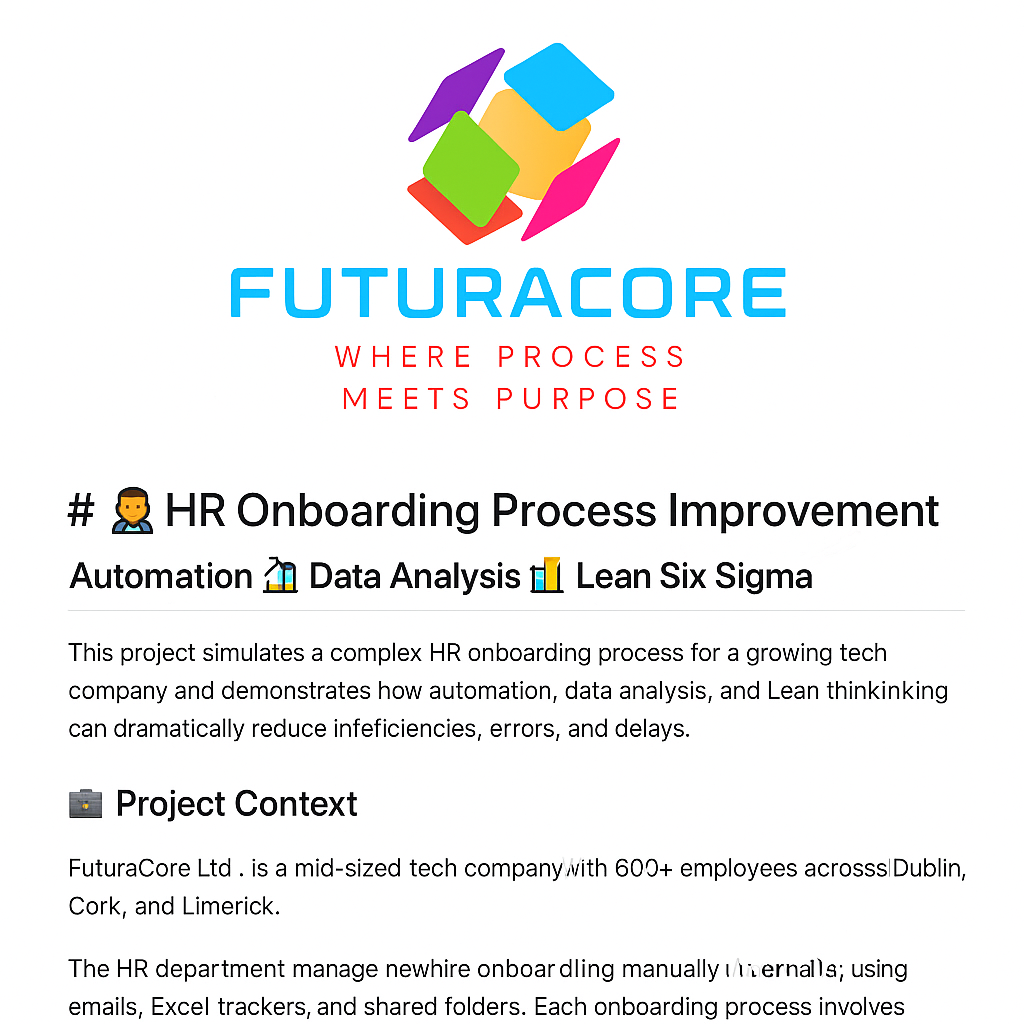 FUTURACORE
WHERE PROCESS
MEETS PURPOSE
# HR Onboarding Process Improvement
Automation Data Analysis Lean Six Sigma
This project simulates a complex HR onboarding process for a growing tech
company and demonstrates how automation, data analysis, and Lean thinkinking
can dramatically reduce infeficiencies, errors, and delays.
Project Context
FuturaCore Ltd . is a mid-sized tech company with 600+ employees acrosss Dublin,
Cork, and Limerick.
The HR department manage newhire onboardling manually using
emails, Excel trackers, and shared folders. Each onboarding process involves